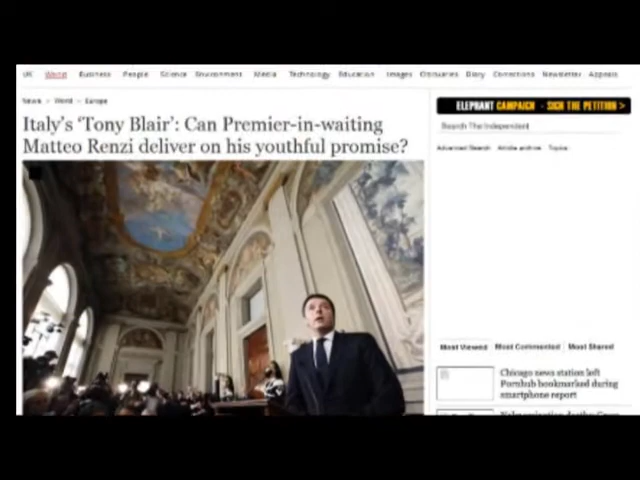 UK World Business People Science Environment Media Technology Education Images Obituaries Diary Corrections Newsletter Appeals
News > World > Europe
ELEPHANT CAMPAIGN - SIGN THE PETITION >
Italy's 'Tony Blair': Can Premier-in-waiting
Matteo Renzi deliver on his youthful promise?
Search The Independent
Advanced Search Article archive Topics
Most Viewed Most Commented Most Shared
Chicago news station left
Pornhub bookmarked during
smartphone report